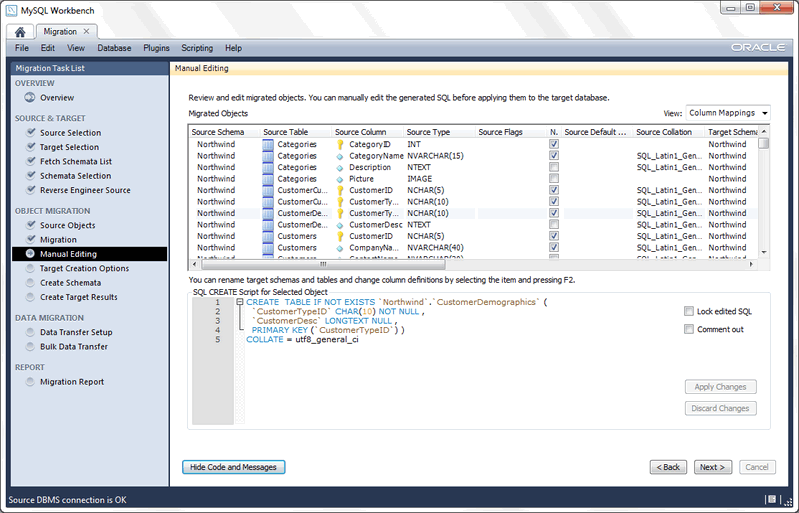 MySQL Workbench
Migration
File Edit View Database Plugins Scripting Help
ORACLE
Migration Task List
OVERVIEW
Overview
SOURCE & TARGET
Source Selection
Target Selection
Fetch Schemata List
Schemata Selection
Reverse Engineer Source
OBJECT MIGRATION
Source Objects
Migration
Manual Editing
Target Creation Options
Create Schemata
Create Target Results
DATA MIGRATION
Data Transfer Setup
Bulk Data Transfer
REPORT
Migration Report
Manual Editing
Review and edit migrated objects. You can manually edit the generated SQL before applying them to the target database.
Migrated Objects
View: Column Mappings
Source Schema Source Table Source Column Source Type Source Flags N. Source Default ... Source Collation Target Schema
Northwind Categories CategoryID INT Northwind
Northwind Categories CategoryName NVARCHAR(15) SQL_Latin1_Gen... Northwind
Northwind Categories Description NTEXT SQL_Latin1_Gen... Northwind
Northwind Categories Picture IMAGE Northwind
Northwind CustomerCu... CustomerID NCHAR(5) SQL_Latin1_Gen... Northwind
Northwind CustomerCu... CustomerTy... NCHAR(10) SQL_Latin1_Gen... Northwind
Northwind CustomerDe... CustomerTy... NCHAR(10) SQL_Latin1_Gen... Northwind
Northwind CustomerDe... CustomerDesc NTEXT SQL_Latin1_Gen... Northwind
Northwind Customers CustomerID NCHAR(5) SQL_Latin1_Gen... Northwind
Northwind Customers CompanyNa... NVARCHAR(40) SQL_Latin1_Gen... Northwind
You can rename target schemas and tables and change column definitions by selecting the item and pressing F2.
SQL CREATE Script for Selected Object
1 CREATE TABLE IF NOT EXISTS `Northwind`.`CustomerDemographics` (
2 `CustomerTypeID` CHAR(10) NOT NULL ,
3 `CustomerDesc` LONGTEXT NULL ,
4 PRIMARY KEY (`CustomerTypeID`) )
5 COLLATE = utf8_general_ci
Lock edited SQL
Comment out
Apply Changes
Discard Changes
Hide Code and Messages
< Back Next > Cancel
Source DBMS connection is OK